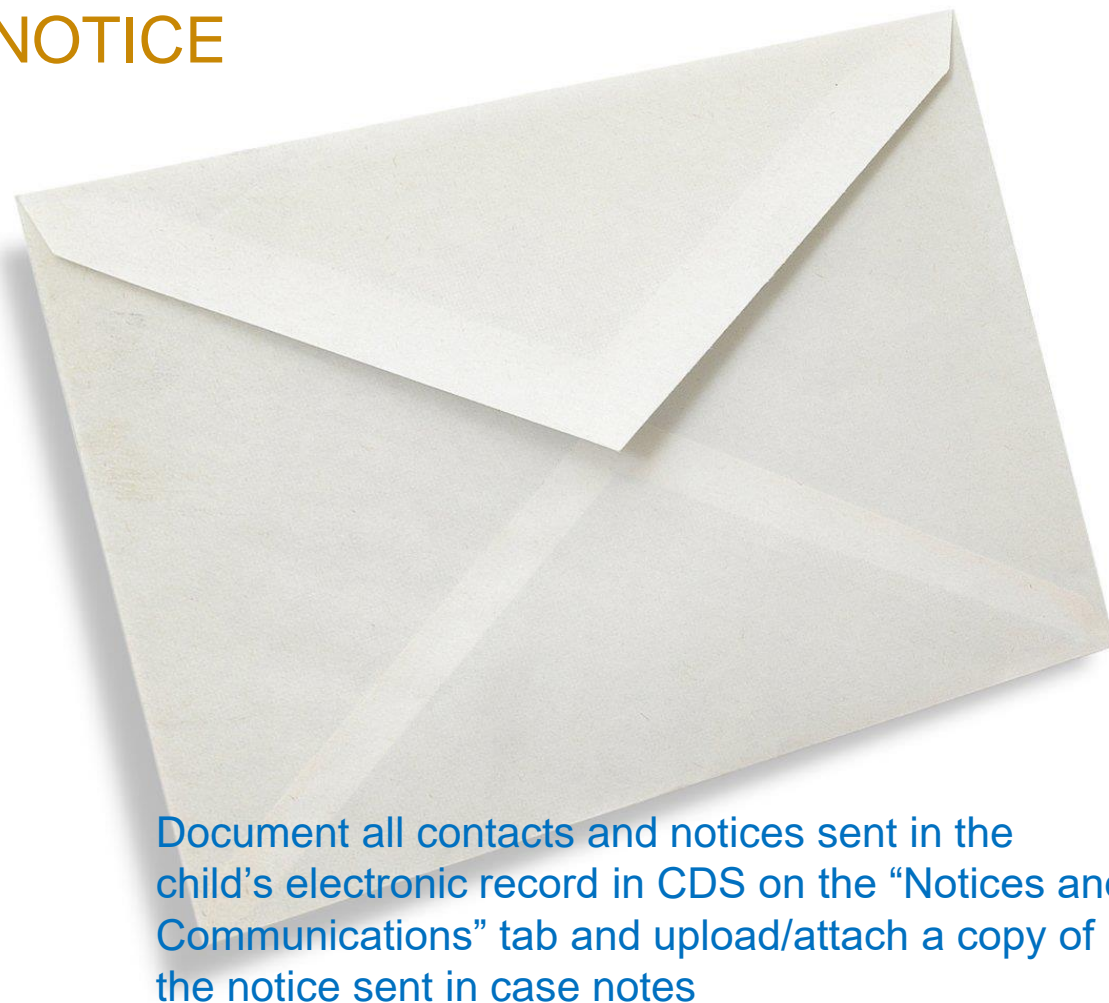 NOTICE
Document all contacts and notices sent in the
child’s electronic record in CDS on the “Notices and
Communications” tab and upload/attach a copy of
the notice sent in case notes